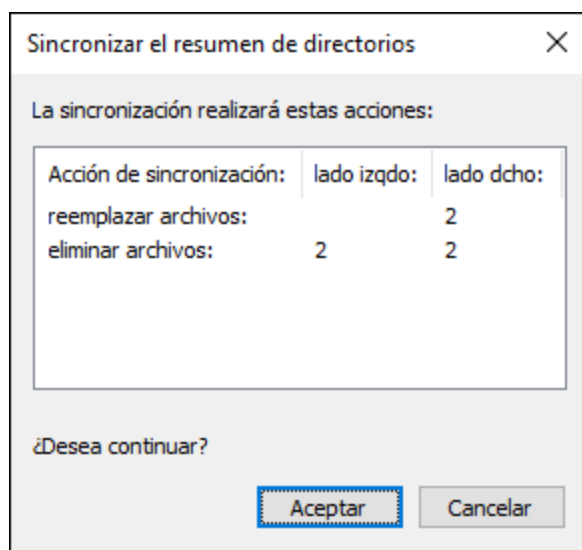 Sincronizar el resumen de directorios
La sincronización realizará estas acciones:
Acción de sincronización: lado izqdo: lado dcho:
reemplazar archivos: 2
eliminar archivos: 2 2
¿Desea continuar?
Aceptar Cancelar